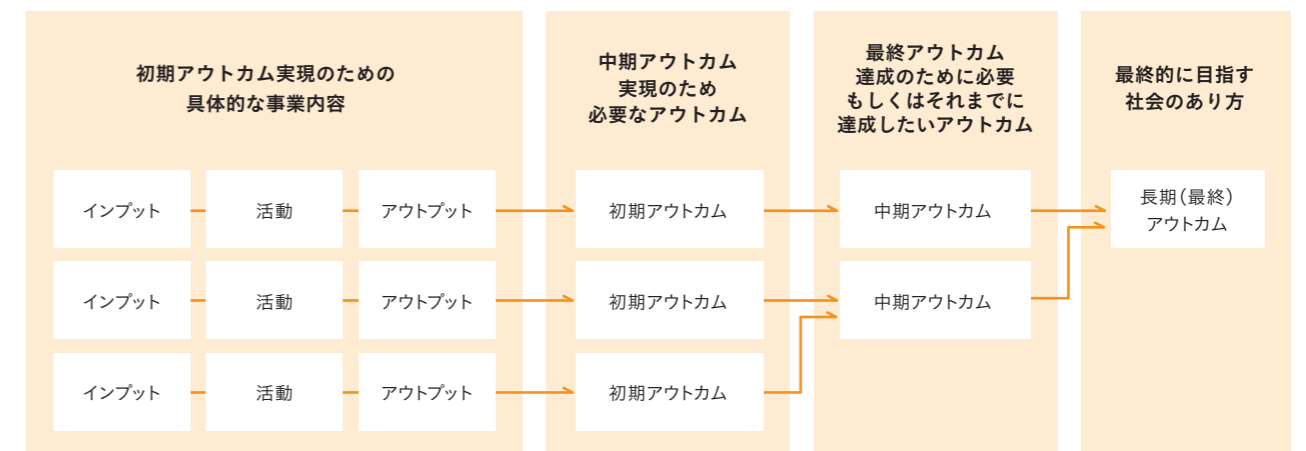 初期アウトカム実現のための
具体的な事業内容
中期アウトカム
実現のため
必要なアウトカム
最終アウトカム
達成のために必要
もしくはそれまでに
達成したいアウトカム
最終的に目指す
社会のあり方
インプット
活動
アウトプット
初期アウトカム
中期アウトカム
長期(最終)
アウトカム
インプット
活動
アウトプット
初期アウトカム
中期アウトカム
インプット
活動
アウトプット
初期アウトカム